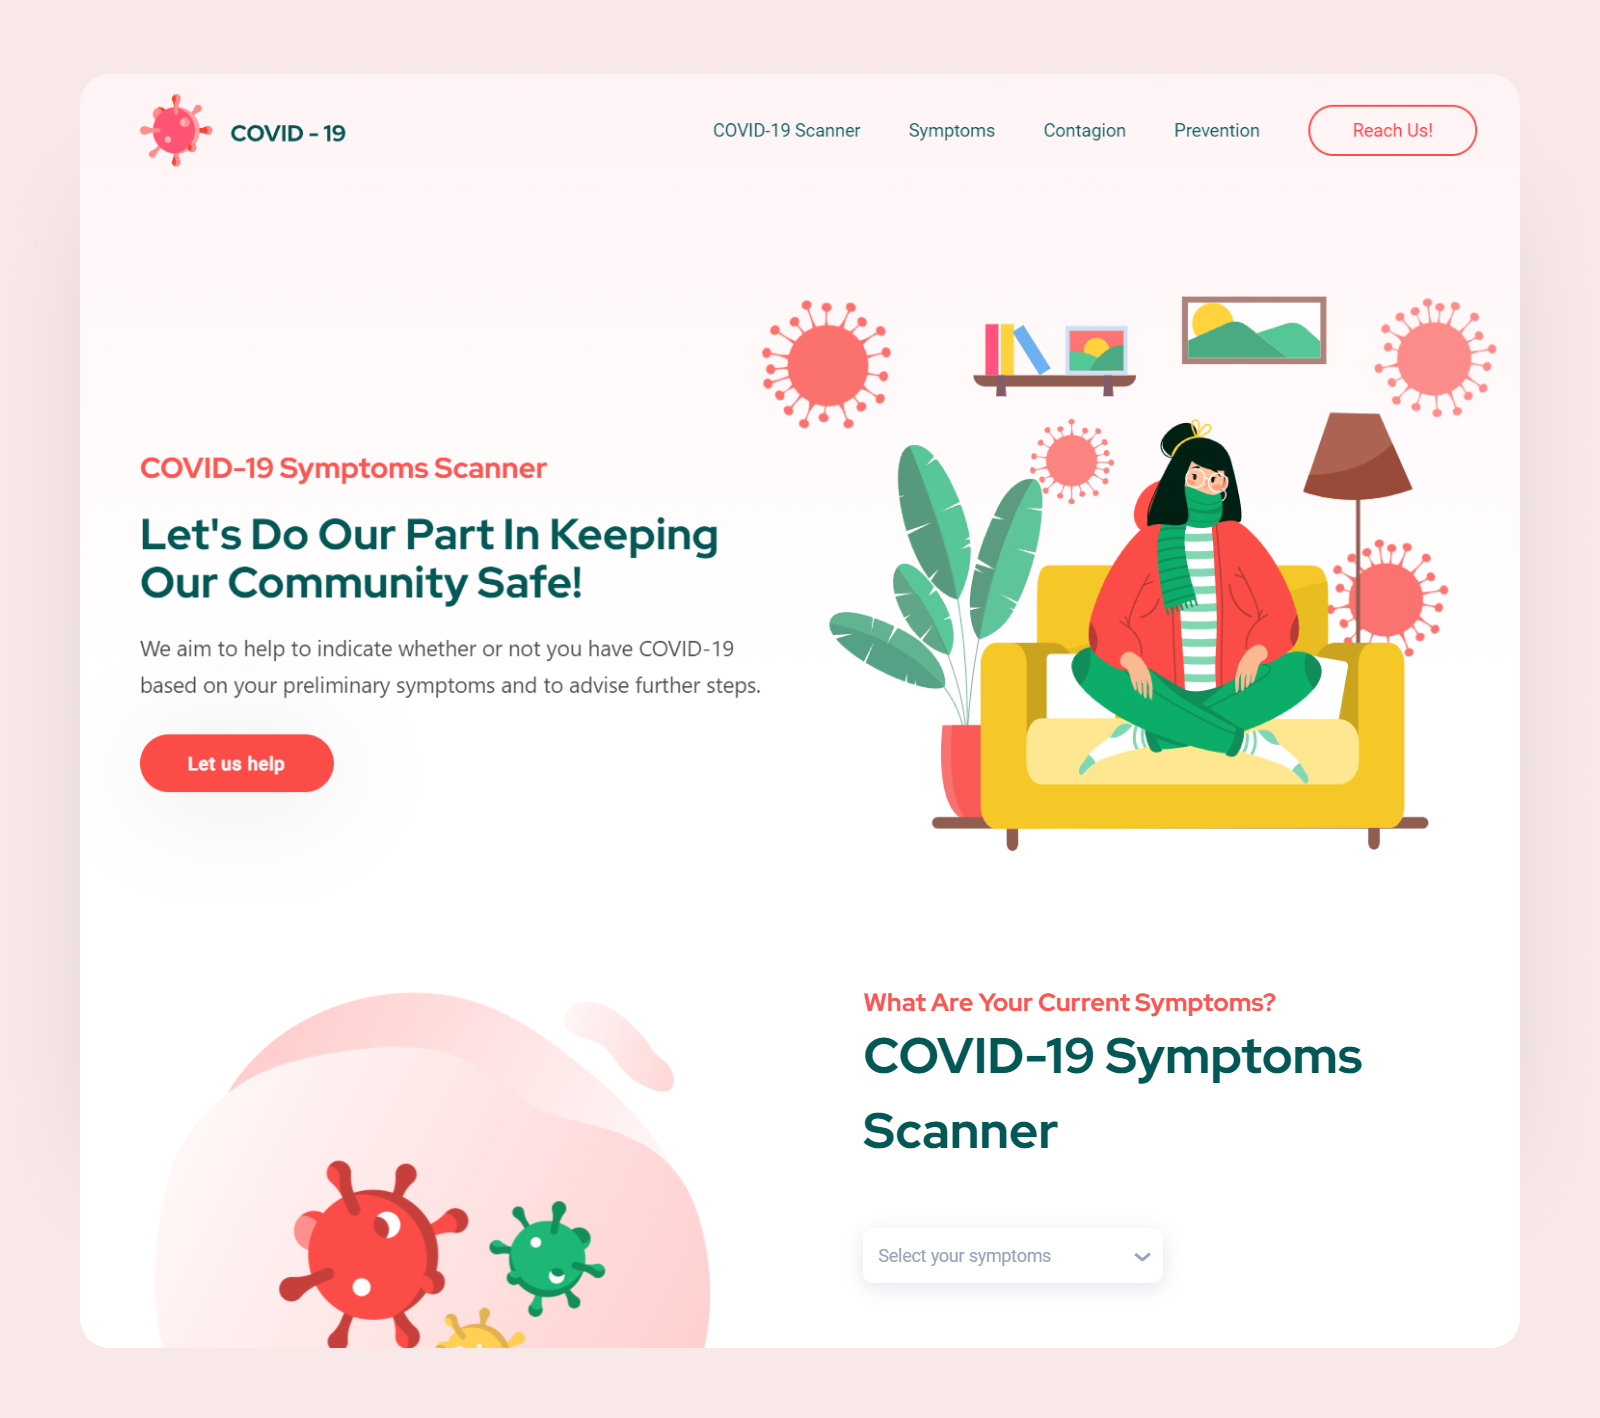 COVID - 19
COVID-19 Scanner
Symptoms
Contagion
Prevention
Reach Us!
COVID-19 Symptoms Scanner
Let's Do Our Part In Keeping
Our Community Safe!
We aim to help to indicate whether or not you have COVID-19
based on your preliminary symptoms and to advise further steps.
Let us help
What Are Your Current Symptoms?
COVID-19 Symptoms
Scanner
Select your symptoms